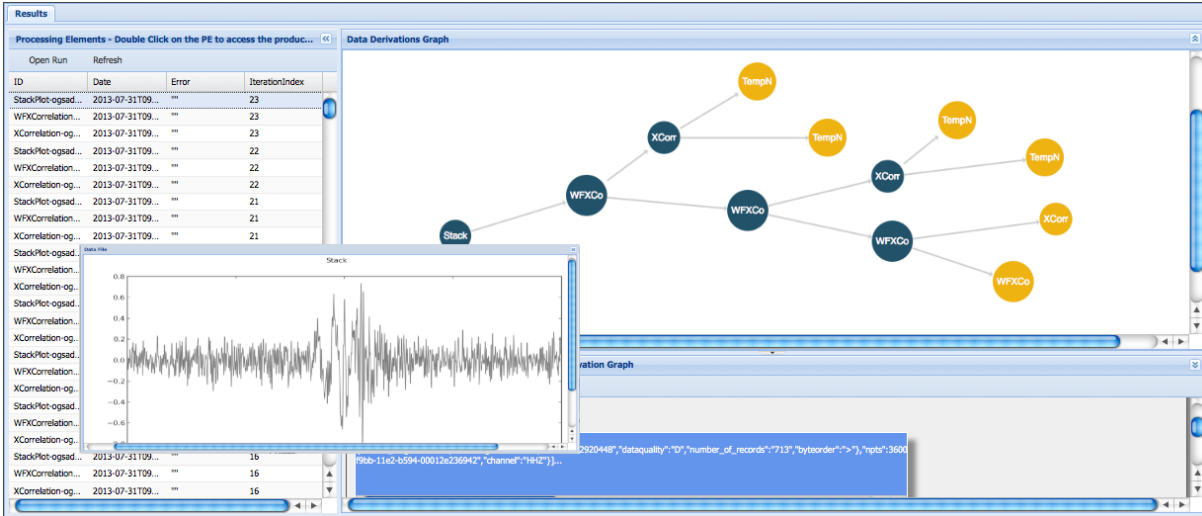 Results
Processing Elements - Double Click on the PE to access the produc...
Open Run Refresh
ID Date Error IterationIndex
StackPlot-ogsad... 2013-07-31T09... "" 23
WFXCorrelation... 2013-07-31T09... "" 23
XCorrelation-og... 2013-07-31T09... "" 23
StackPlot-ogsad... 2013-07-31T09... "" 22
WFXCorrelation... 2013-07-31T09... "" 22
XCorrelation-og... 2013-07-31T09... "" 22
StackPlot-ogsad... 2013-07-31T09... "" 21
WFXCorrelation... 2013-07-31T09... "" 21
XCorrelation-og... 2013-07-31T09... "" 21
StackPlot-ogsad..
WFXCorrelation..
XCorrelation-og..
StackPlot-ogsad..
WFXCorrelation..
XCorrelation-og..
StackPlot-ogsad..
WFXCorrelation..
XCorrelation-og..
StackPlot-ogsad..
WFXCorrelation..
XCorrelation-og..
StackPlot-ogsad... 2013-07-31T09... "" 16
WFXCorrelation... 2013-07-31T09... "" 16
XCorrelation-og... 2013-07-31T09... "" 16
Data Derivations Graph
TempN
XCorr
TempN
TempN
TempN
XCorr
WFXCo
WFXCo
XCorr
Stack
WFXCo
WFXCo
Data File
Stack
0.8
0.6
0.4
0.2
0.0
−0.2
−0.4
−0.6
vation Graph
2920448","dataquality":"D","number_of_records":"713","byteorder":">"},"npts":3600
f9bb-11e2-b594-00012e236942","channel":"HHZ"}]...